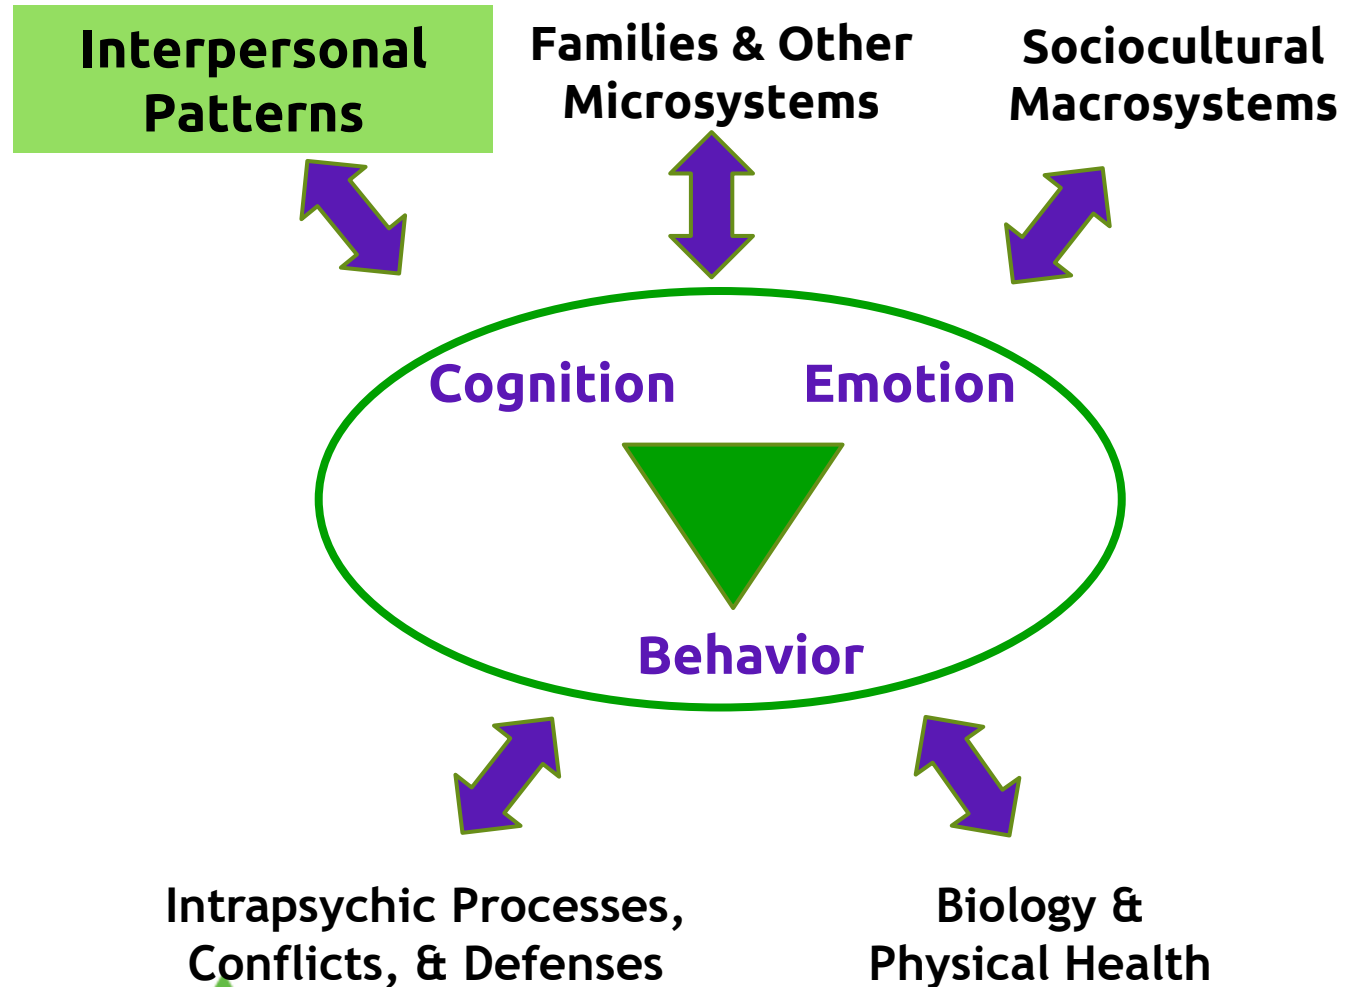 Interpersonal
Patterns
Families & Other
Microsystems
Sociocultural
Macrosystems
Cognition
Emotion
Behavior
Intrapsychic Processes,
Conflicts, & Defenses
Biology &
Physical Health